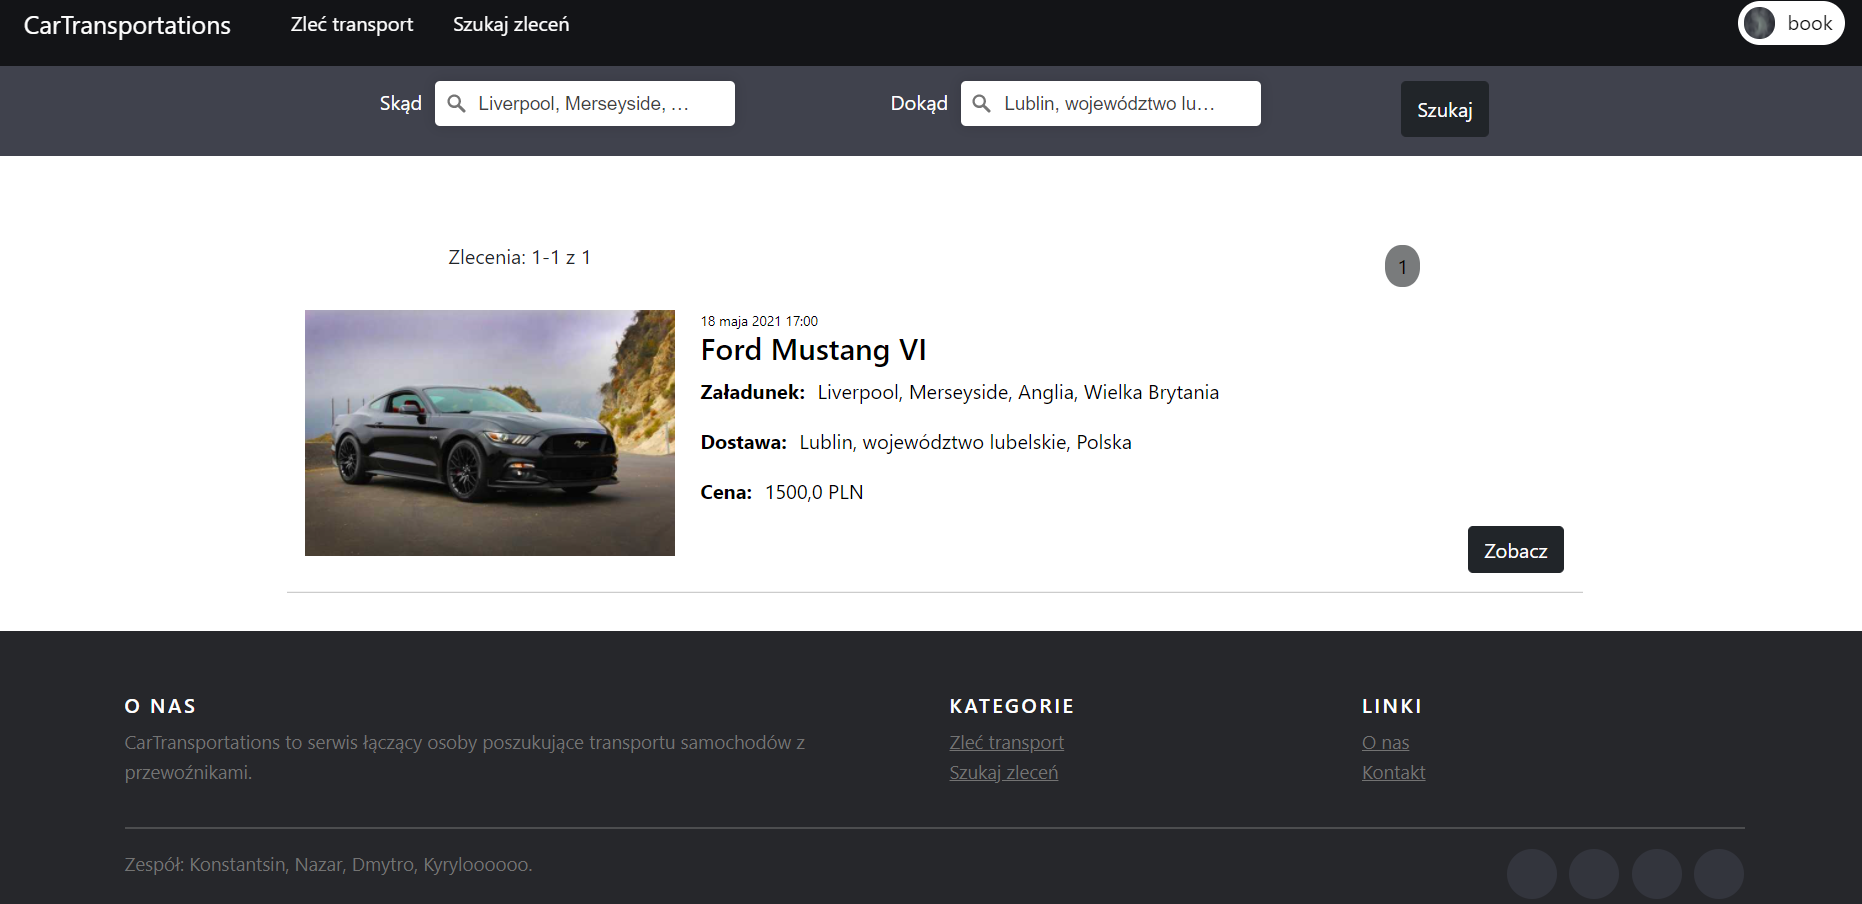 CarTransportations Zleć transport Szukaj zleceń book
Skąd Liverpool, Merseyside, ... Dokąd Lublin, województwo lu... Szukaj
Zlecenia: 1-1 z 1 1
18 maja 2021 17:00
Ford Mustang VI
Załadunek: Liverpool, Merseyside, Anglia, Wielka Brytania
Dostawa: Lublin, województwo lubelskie, Polska
Cena: 1500,0 PLN
Zobacz
O NAS
CarTransportations to serwis łączący osoby poszukujące transportu samochodów z
przewoźnikami.
KATEGORIE
Zleć transport
Szukaj zleceń
LINKI
O nas
Kontakt
Zespół: Konstantsin, Nazar, Dmytro, Kyryloooooo.